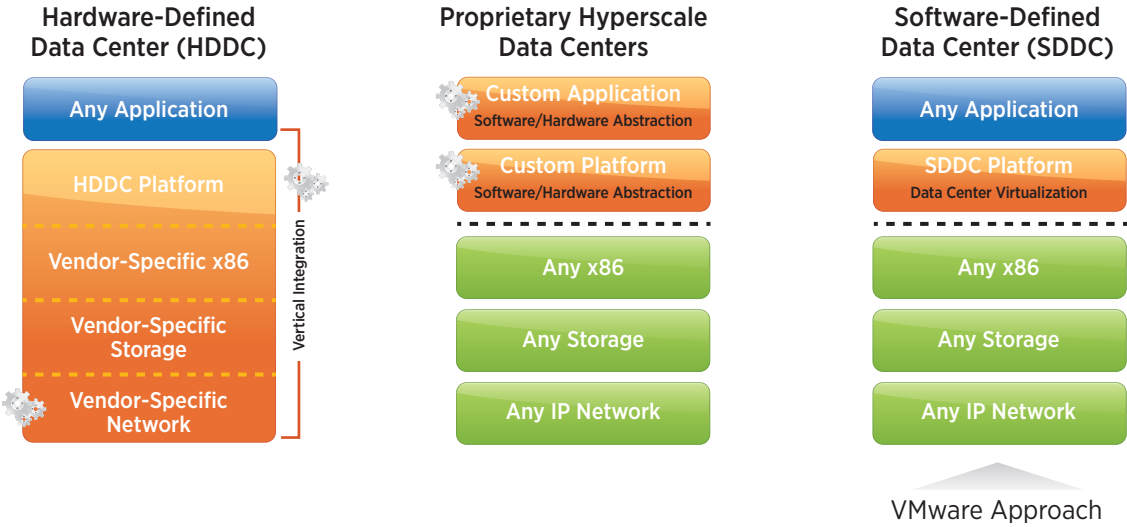 Hardware-Defined
Data Center (HDDC)
Any Application
HDDC Platform
Vendor-Specific x86
Vendor-Specific
Storage
Vendor-Specific
Network
Vertical Integration
Proprietary Hyperscale
Data Centers
Custom Application
Software/Hardware Abstraction
Custom Platform
Software/Hardware Abstraction
Any x86
Any Storage
Any IP Network
Software-Defined
Data Center (SDDC)
Any Application
SDDC Platform
Data Center Virtualization
Any x86
Any Storage
Any IP Network
VMware Approach